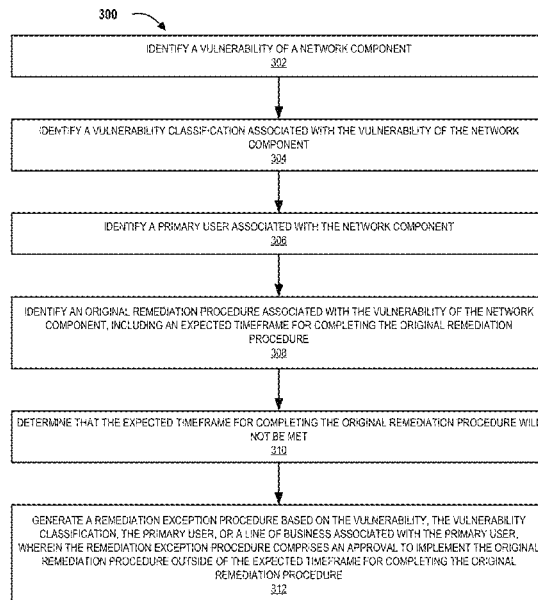 300
IDENTIFY A VULNERABILITY OF A NETWORK COMPONENT
302
IDENTIFY A VULNERABILITY CLASSIFICATION ASSOCIATED WITH THE VULNERABILITY OF THE NETWORK
COMPONENT
304
IDENTIFY A PRIMARY USER ASSOCIATED WITH THE NETWORK COMPONENT
306
IDENTIFY AN ORIGINAL REMEDIATION PROCEDURE ASSOCIATED WITH THE VULNERABILITY OF THE NETWORK
COMPONENT, INCLUDING AN EXPECTED TIMEFRAME FOR COMPLETING THE ORIGINAL REMEDIATION
PROCEDURE
308
DETERMINE THAT THE EXPECTED TIMEFRAME FOR COMPLETING THE ORIGINAL REMEDIATION PROCEDURE WILL
NOT BE MET
310
GENERATE A REMEDIATION EXCEPTION PROCEDURE BASED ON THE VULNERABILITY, THE VULNERABILITY
CLASSIFICATION, THE PRIMARY USER, OR A LINE OF BUSINESS ASSOCIATED WITH THE PRIMARY USER,
WHEREIN THE REMEDIATION EXCEPTION PROCEDURE COMPRISES AN APPROVAL TO IMPLEMENT THE ORIGINAL
REMEDIATION PROCEDURE OUTSIDE OF THE EXPECTED TIMEFRAME FOR COMPLETING THE ORIGINAL
REMEDIATION PROCEDURE
312